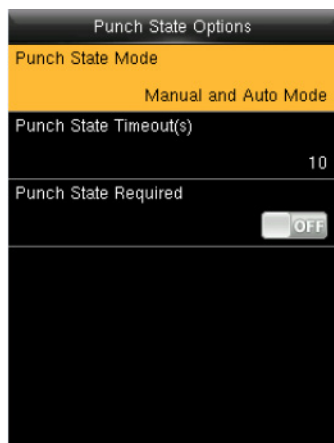 Punch State Options
Punch State Mode
Manual and Auto Mode
Punch State Timeout(s)
10
Punch State Required
OFF